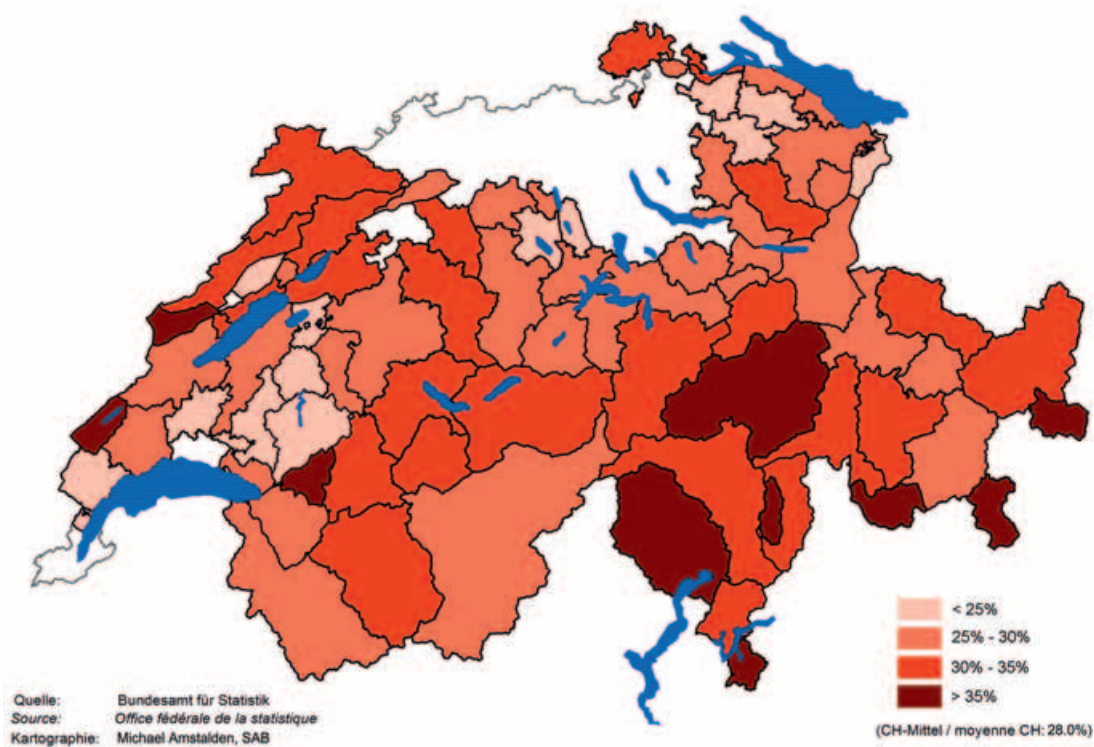 < 25%
25% - 30%
30% - 35%
> 35%
(CH-Mittel / moyenne CH: 28.0%)
Quelle: Bundesamt für Statistik
Source: Office fédérale de la statistique
Kartographie: Michael Amstalden, SAB